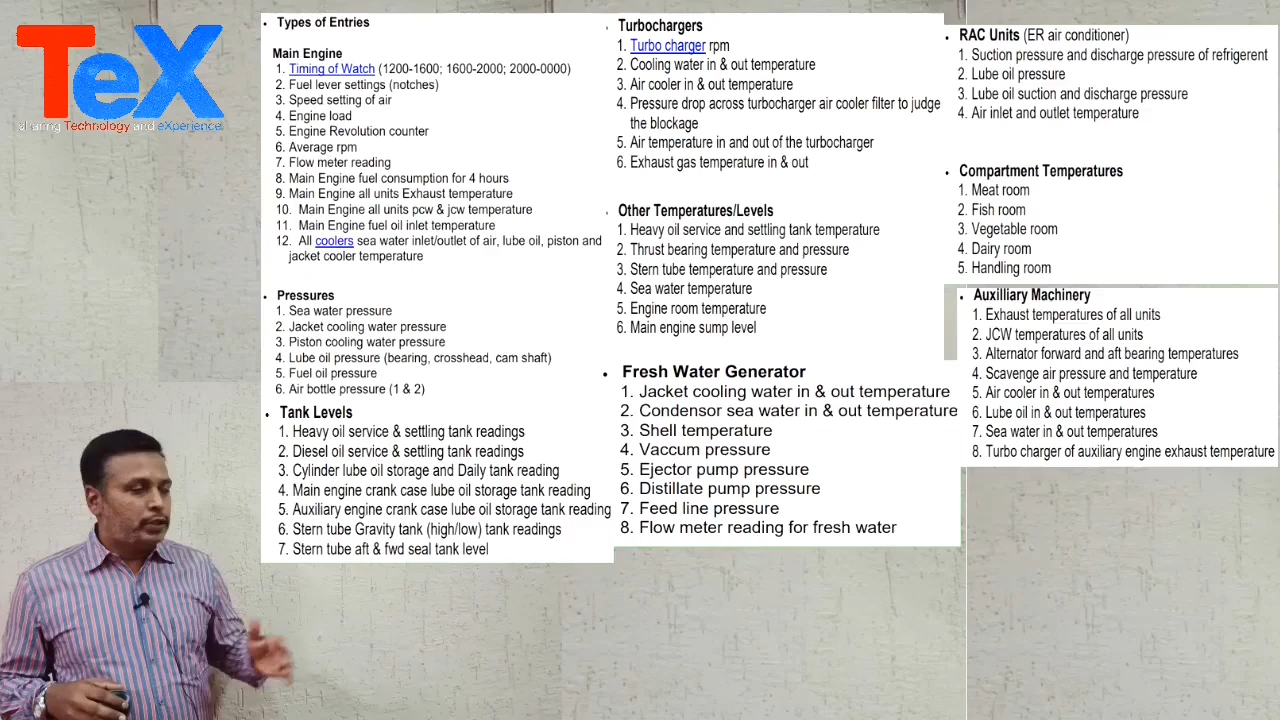 TeX
sharing Technology and eXperience
Types of Entries
Main Engine
1. Timing of Watch (1200-1600; 1600-2000; 2000-0000)
2. Fuel lever settings (notches)
3. Speed setting of air
4. Engine load
5. Engine Revolution counter
6. Average rpm
7. Flow meter reading
8. Main Engine fuel consumption for 4 hours
9. Main Engine all units Exhaust temperature
10. Main Engine all units pcw & jcw temperature
11. Main Engine fuel oil inlet temperature
12. All coolers sea water inlet/outlet of air, lube oil, piston and
jacket cooler temperature
Pressures
1. Sea water pressure
2. Jacket cooling water pressure
3. Piston cooling water pressure
4. Lube oil pressure (bearing, crosshead, cam shaft)
5. Fuel oil pressure
6. Air bottle pressure (1 & 2)
Tank Levels
1. Heavy oil service & settling tank readings
2. Diesel oil service & settling tank readings
3. Cylinder lube oil storage and Daily tank reading
4. Main engine crank case lube oil storage tank reading
5. Auxiliary engine crank case lube oil storage tank reading
6. Stern tube Gravity tank (high/low) tank readings
7. Stern tube aft & fwd seal tank level
Turbochargers
1. Turbo charger rpm
2. Cooling water in & out temperature
3. Air cooler in & out temperature
4. Pressure drop across turbocharger air cooler filter to judge
the blockage
5. Air temperature in and out of the turbocharger
6. Exhaust gas temperature in & out
Other Temperatures/Levels
1. Heavy oil service and settling tank temperature
2. Thrust bearing temperature and pressure
3. Stern tube temperature and pressure
4. Sea water temperature
5. Engine room temperature
6. Main engine sump level
Fresh Water Generator
1. Jacket cooling water in & out temperature
2. Condensor sea water in & out temperature
3. Shell temperature
4. Vaccum pressure
5. Ejector pump pressure
6. Distillate pump pressure
7. Feed line pressure
8. Flow meter reading for fresh water
RAC Units (ER air conditioner)
1. Suction pressure and discharge pressure of refrigerent
2. Lube oil pressure
3. Lube oil suction and discharge pressure
4. Air inlet and outlet temperature
Compartment Temperatures
1. Meat room
2. Fish room
3. Vegetable room
4. Dairy room
5. Handling room
Auxilliary Machinery
1. Exhaust temperatures of all units
2. JCW temperatures of all units
3. Alternator forward and aft bearing temperatures
4. Scavenge air pressure and temperature
5. Air cooler in & out temperatures
6. Lube oil in & out temperatures
7. Sea water in & out temperatures
8. Turbo charger of auxiliary engine exhaust temperature